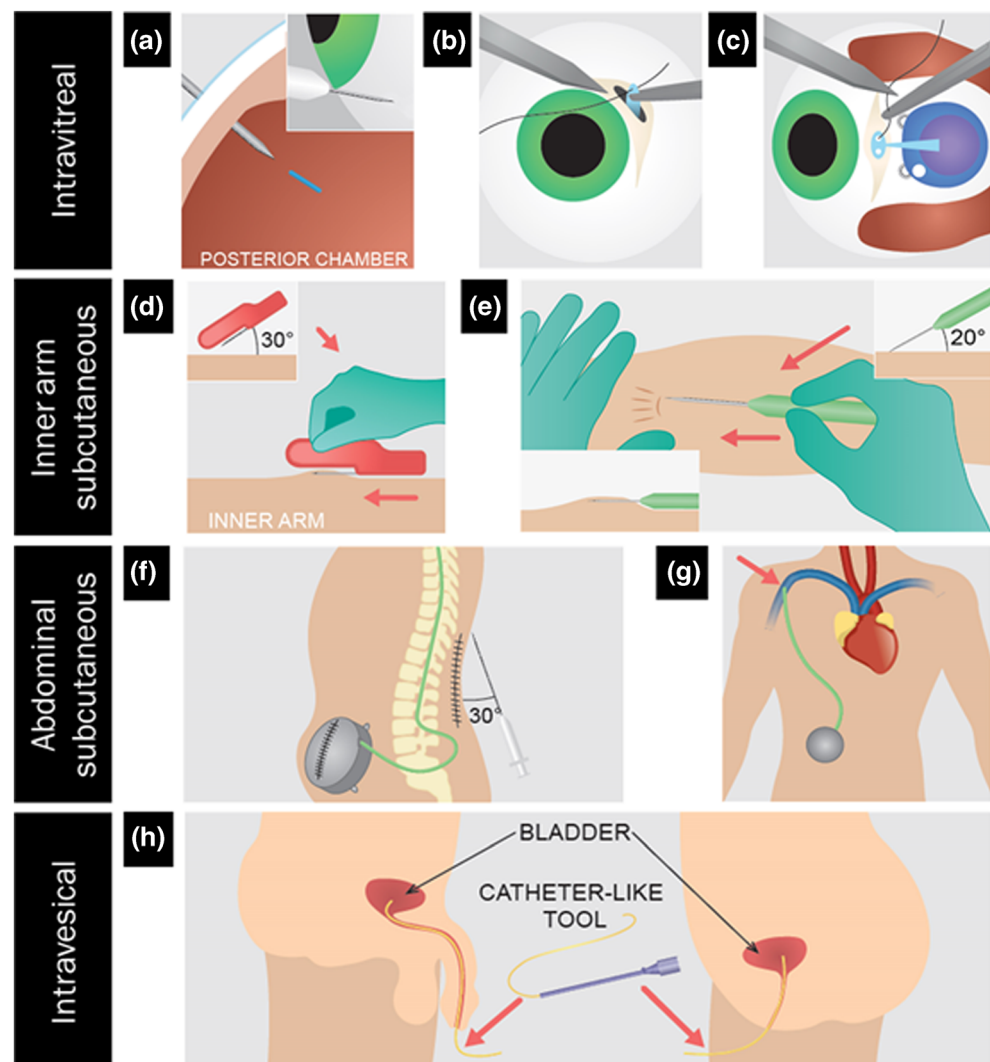 Intravitreal
(a)
POSTERIOR CHAMBER
(b)
(c)
Inner arm
subcutaneous
(d)
30°
INNER ARM
(e)
20°
Abdominal
subcutaneous
(f)
30°
(g)
Intravesical
(h)
BLADDER
CATHETER-LIKE
TOOL